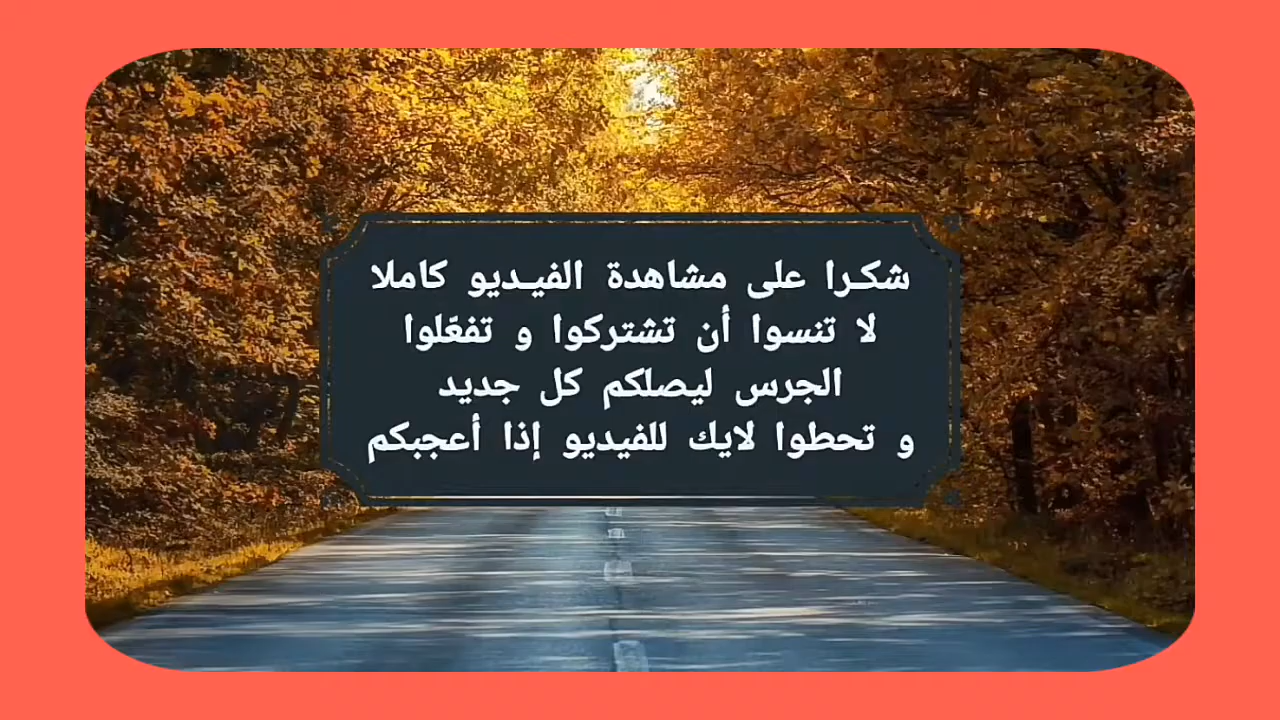 شكرا على مشاهدة الفيديو كاملا
لا تنسوا أن تشتركوا و تفعّلوا
الجرس ليصلكم كل جديد
و تحطوا لايك للفيديو إذا أعجبكم